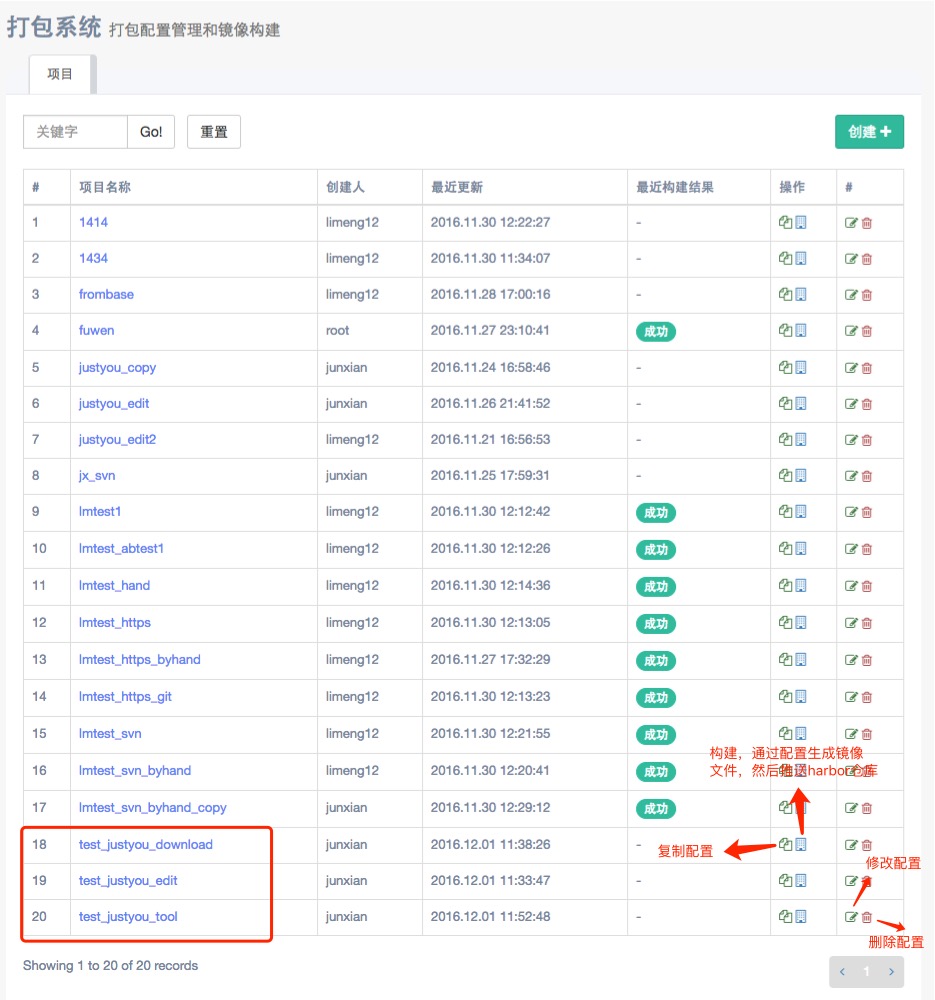 打包系统 打包配置管理和镜像构建
项目
关键字 Go! 重置 创建
# 项目名称 创建人 最近更新 最近构建结果 操作 #
1 1414 limeng12 2016.11.30 12:22:27 -
2 1434 limeng12 2016.11.30 11:34:07 -
3 frombase limeng12 2016.11.28 17:00:16 -
4 fuwen root 2016.11.27 23:10:41 成功
5 justyou_copy junxian 2016.11.24 16:58:46 -
6 justyou_edit junxian 2016.11.26 21:41:52 -
7 justyou_edit2 limeng12 2016.11.21 16:56:53 -
8 jx_svn junxian 2016.11.25 17:59:31 -
9 lmtest1 limeng12 2016.11.30 12:12:42 成功
10 lmtest_abtest1 limeng12 2016.11.30 12:12:26 成功
11 lmtest_hand limeng12 2016.11.30 12:14:36 成功
12 lmtest_https limeng12 2016.11.30 12:13:05 成功
13 lmtest_https_byhand limeng12 2016.11.27 17:32:29 成功
14 lmtest_https_git limeng12 2016.11.30 12:13:23 成功
15 lmtest_svn limeng12 2016.11.30 12:21:55 成功
构建，通过配置生成镜像
16 lmtest_svn_byhand limeng12 2016.11.30 12:20:41 成功
文件，然后推送harbor仓库
17 lmtest_svn_byhand_copy junxian 2016.11.30 12:29:12 成功
18 test_justyou_download junxian 2016.12.01 11:38:26 -
复制配置
修改配置
19 test_justyou_edit junxian 2016.12.01 11:33:47 -
20 test_justyou_tool junxian 2016.12.01 11:52:48 -
删除配置
Showing 1 to 20 of 20 records
‹ 1 ›